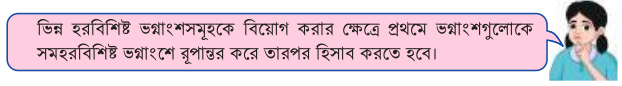 ভিন্ন হরবিশিষ্ট ভগ্নাংশসমূহকে বিয়োগ করার ক্ষেত্রে প্রথমে ভগ্নাংশগুলোকে
সমহরবিশিষ্ট ভগ্নাংশে রূপান্তর করে তারপর হিসাব করতে হবে।